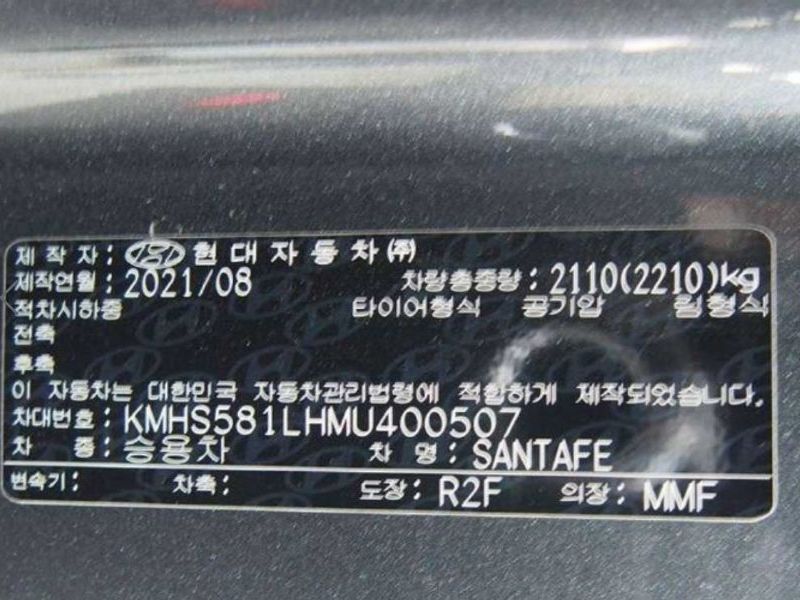 제 작 자: 현 대 자 동 차 ㈜
제작연월: 2021/08 차량총중량: 2110(2210)kg
적차시하중 타이어형식 공기압 림형식
전축
후축
이 자동차는 대한민국 자동차관리법령에 적합하게 제작되었습니다.
차대번호: KMHS581LHMU400507
차 종: 승용차 차 명: SANTAFE
변속기: 차축: 도장: R2F 의장: MMF